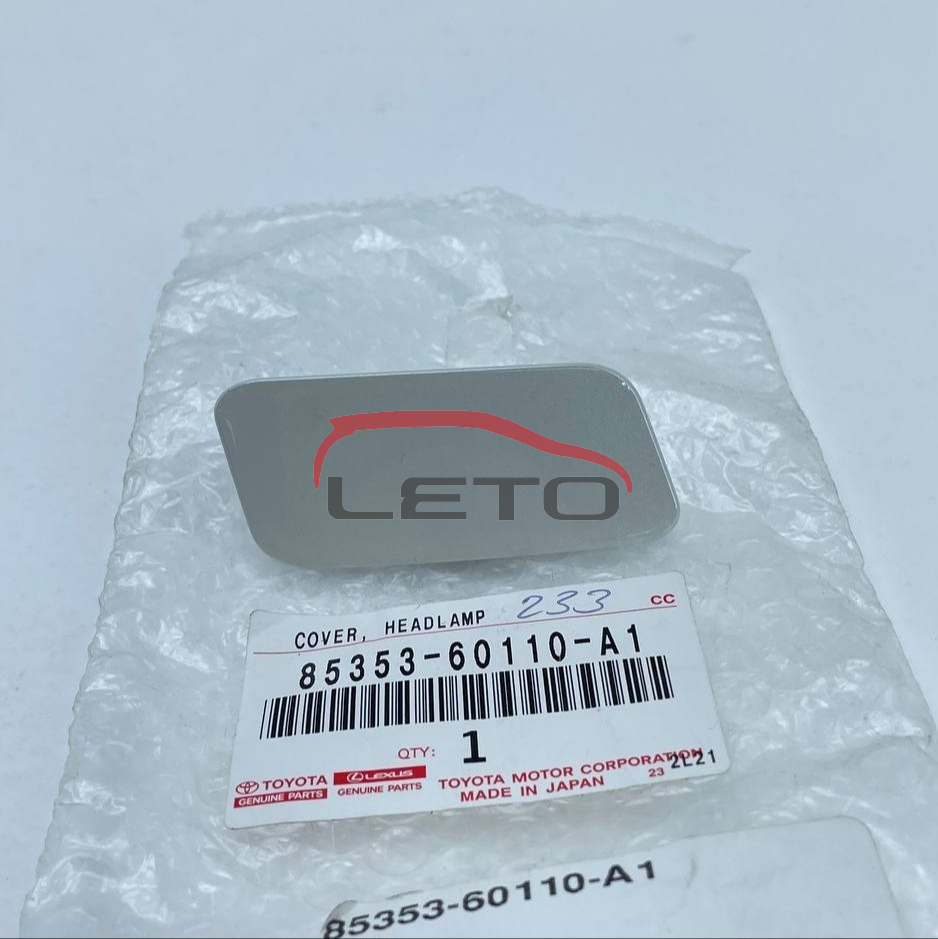 LETO
COVER, HEADLAMP 233 CC
85353-60110-A1
QTY: 1
TOYOTA
GENUINE PARTS
LEXUS
GENUINE PARTS
TOYOTA MOTOR CORPORATION
MADE IN JAPAN
23 2L21
85353-60110-A1